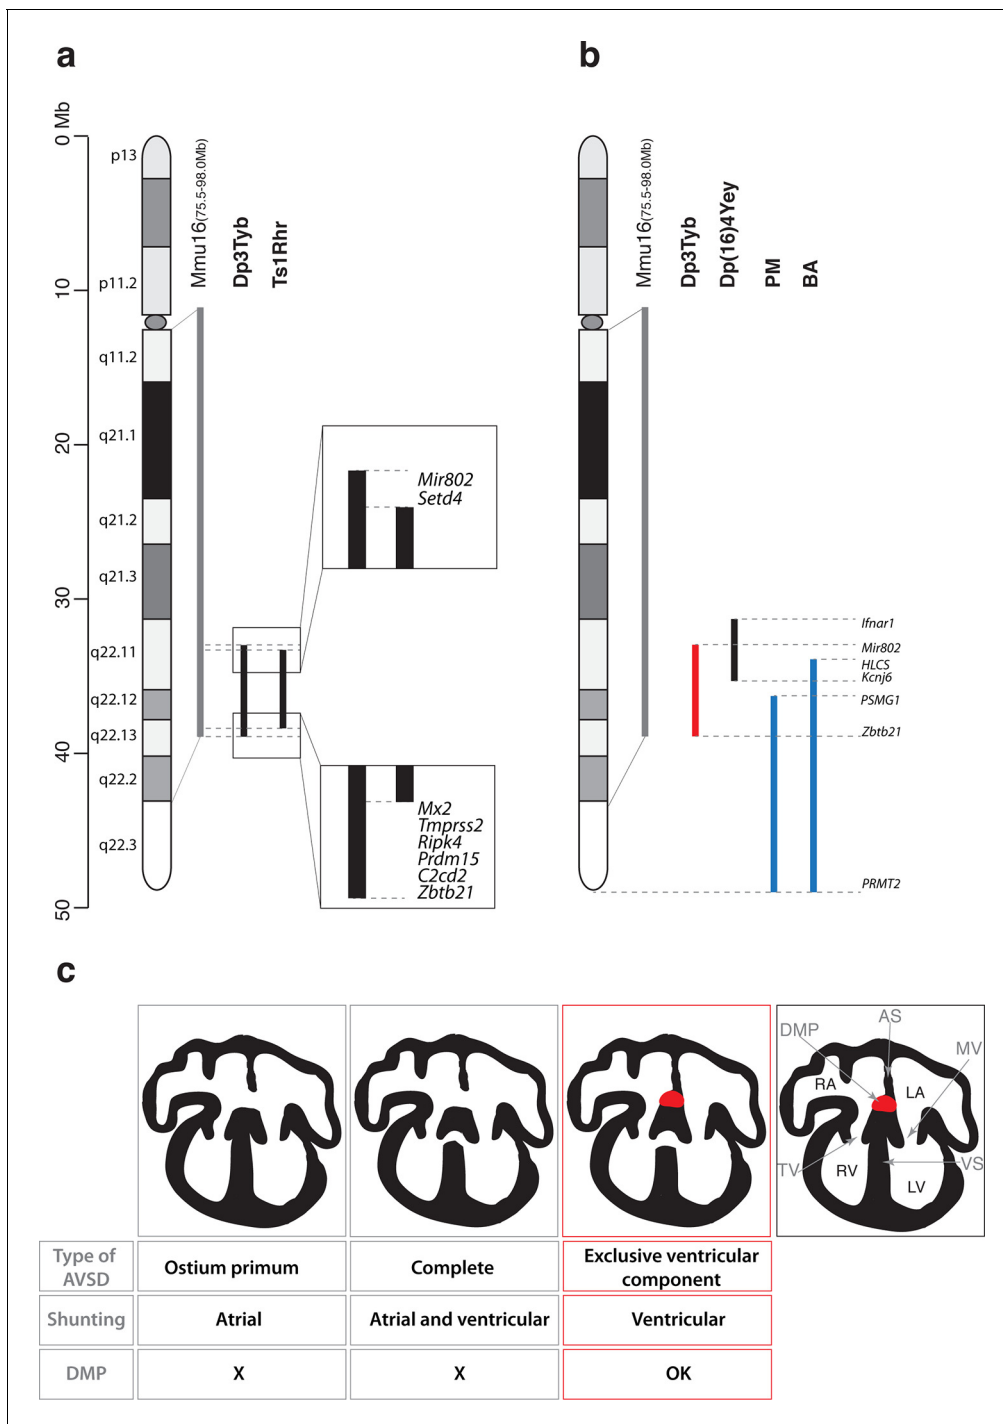 a
b
0 Mb
10
20
30
40
50
p13
p11.2
q11.2
q21.1
q21.2
q21.3
q22.11
q22.12
q22.13
q22.2
q22.3
Mmu16(75.5-98.0Mb)
Dp3Tyb
Ts1Rhr
Mir802
Setd4
Mx2
Tmprss2
Ripk4
Prdm15
C2cd2
Zbtb21
Mmu16(75.5-98.0Mb)
Dp3Tyb
Dp(16)4Yey
PM
BA
Ifnar1
Mir802
HLCS
Kcnj6
PSMG1
Zbtb21
PRMT2
c
DMP
AS
MV
RA
LA
TV
RV
VS
LV
Type of
AVSD
Ostium primum
Complete
Exclusive ventricular
component
Shunting
Atrial
Atrial and ventricular
Ventricular
DMP
X
X
OK